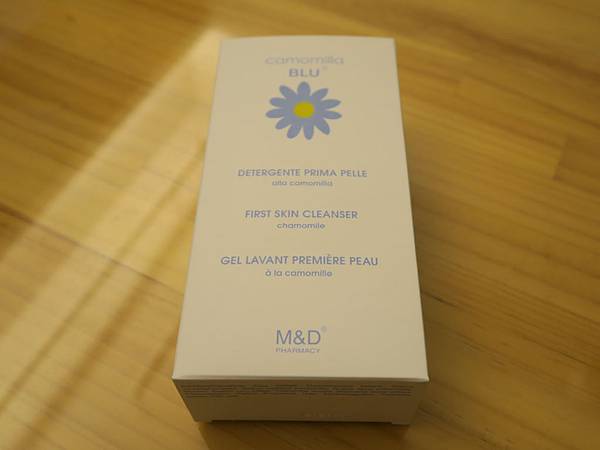 camomilla
BLU®
DETERGENTE PRIMA PELLE
alla camomilla
FIRST SKIN CLEANSER
chamomile
GEL LAVANT PREMIÈRE PEAU
à la camomille
M&D®
PHARMACY